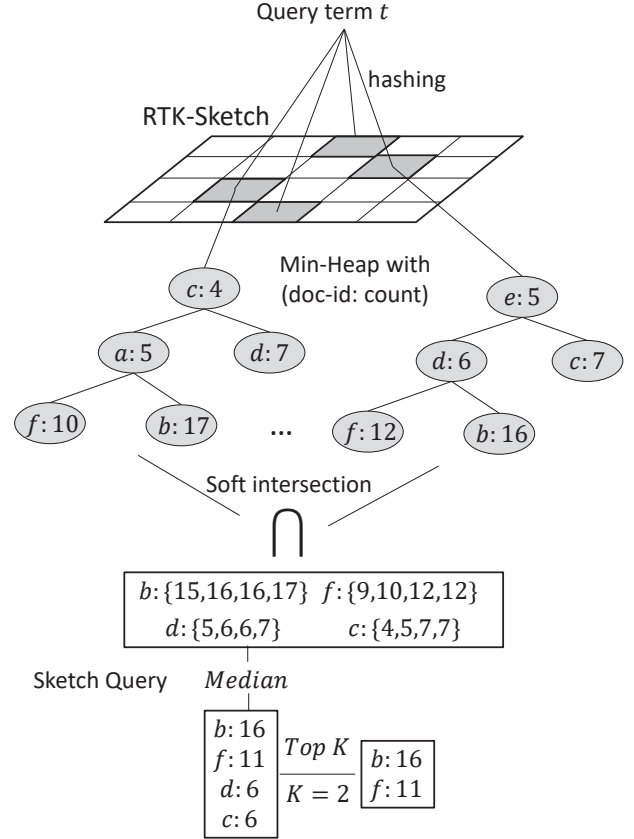 Query term t
hashing
RTK-Sketch
Min-Heap with
(doc-id: count)
c: 4
e: 5
a: 5
d: 7
d: 6
c: 7
f: 10
b: 17
...
f: 12
b: 16
Soft intersection
⋂
b: {15,16,16,17} f: {9,10,12,12}
d: {5,6,6,7} c: {4,5,7,7}
Sketch Query Median
b: 16
f: 11
d: 6
c: 6
Top K
K = 2
b: 16
f: 11